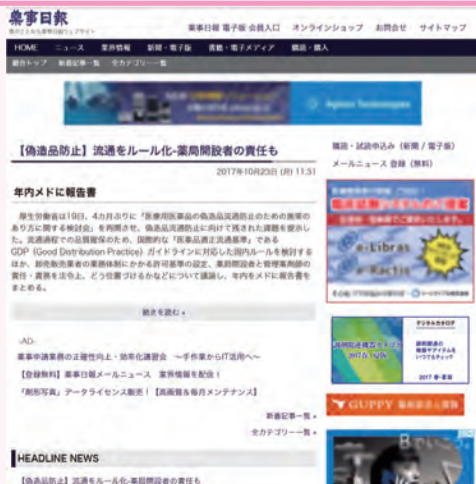 薬事日報
薬事日報 電子版 会員入口 オンラインショップ お問合せ サイトマップ
HOME ニュース 業界情報 新聞・電子版 書籍・電子メディア 購読・購入
総合トップ 新着記事一覧 全カテゴリー一覧
Agilent Technologies
【偽造品防止】流通をルール化-薬局開設者の責任も
2017年10月23日 (月) 11:31
年内メドに報告書
厚生労働省は19日、4カ月ぶりに「医療用医薬品の偽造品流通防止のための施策の
あり方に関する検討会」を再開させ、偽造品流通防止に向けて残された課題を提示し
た。流通過程での品質確保のため、国際的な「医薬品適正流通基準」である
GDP（Good Distribution Practice）ガイドラインに対応した国内ルールを検討する
ほか、卸売販売業者の業務体制にかかる許可基準の設定、薬局開設者と管理薬剤師の
責任・責務を法令上、どう位置づけるかなどについて議論し、年内をメドに報告書を
まとめる。
続きを読む »
-AD-
薬事申請業務の正確性向上・効率化講習会 ～手作業からIT活用へ～
【登録無料】薬事日報メールニュース 業界情報を配信！
「剤形写真」データライセンス販売！【高画質＆毎月メンテナンス】
新着記事一覧 »
全カテゴリー一覧 »
HEADLINE NEWS
【偽造品防止】流通をルール化-薬局開設者の責任も
購読・試読申込み（新聞 / 電子版）
メールニュース 登録（無料）
e-Libras
e-Ractis
デジタルカタログ
2017 春・夏版
GUPPY